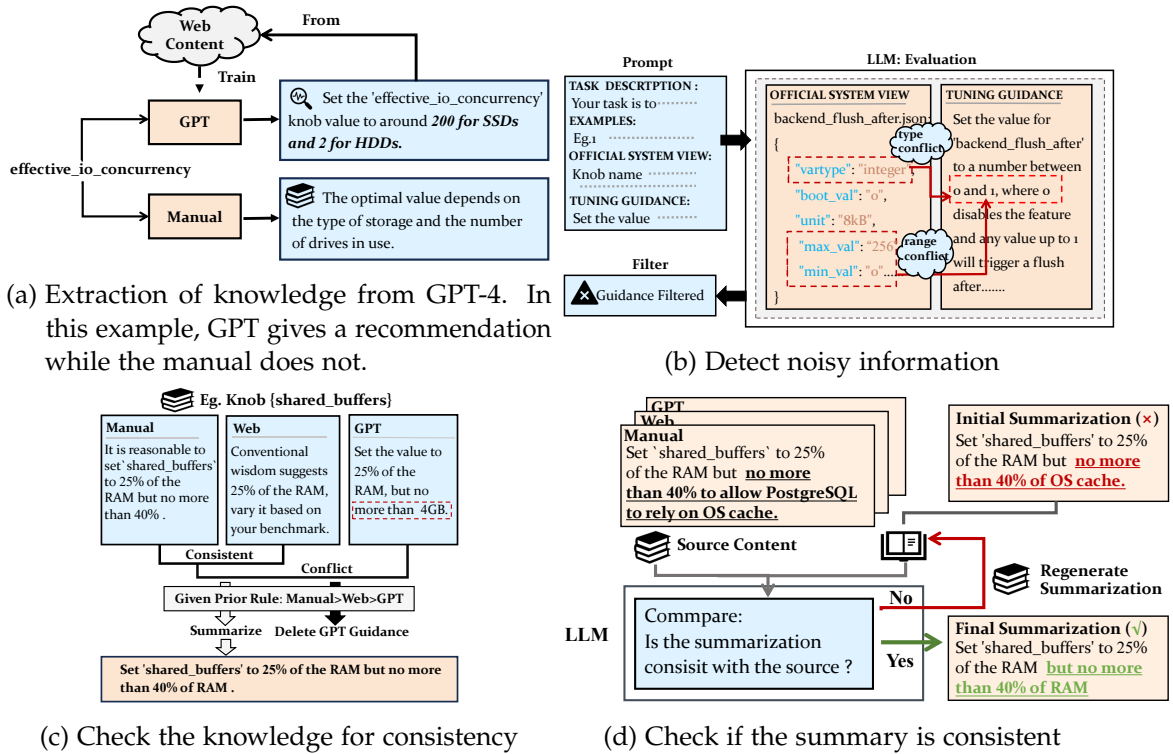 Web
Content
From
Train
GPT
Set the 'effective_io_concurrency'
knob value to around 200 for SSDs
and 2 for HDDs.
effective_io_concurrency
Manual
The optimal value depends on
the type of storage and the number
of drives in use.
(a) Extraction of knowledge from GPT-4. In
this example, GPT gives a recommendation
while the manual does not.
Prompt
TASK DESCRTPTION :
Your task is to ··········
EXAMPLES:
Eg.1 ··········
OFFICIAL SYSTEM VIEW:
Knob name ··········
TUNING GUIDANCE:
Set the value ··········
LLM: Evaluation
OFFICIAL SYSTEM VIEW
backend_flush_after.json:
{
"vartype": "integer",
"boot_val": "0",
"unit": "8kB",
"max_val": "256"
"min_val": "0"....
}
type
conflict
range
conflict
TUNING GUIDANCE
Set the value for
'backend_flush_after'
to a number between
0 and 1, where 0
disables the feature
and any value up to 1
will trigger a flush
after.......
Filter
Guidance Filtered
(b) Detect noisy information
Eg. Knob {shared_buffers}
Manual
It is reasonable to
set`shared_buffers`
to 25% of the
RAM but no more
than 40% .
Web
Conventional
wisdom suggests
25% of the RAM,
vary it based on
your benchmark.
GPT
Set the value to
25% of the
RAM, but no
more than 4GB.
Consistent
Conflict
Given Prior Rule: Manual>Web>GPT
Summarize
Delete GPT Guidance
Set 'shared_buffers' to 25% of the RAM but no more
than 40% of RAM .
(c) Check the knowledge for consistency
GPT
Web
Manual
Set `shared_buffers` to 25%
of the RAM but no more
than 40% to allow PostgreSQL
to rely on OS cache.
Initial Summarization (×)
Set 'shared_buffers' to 25%
of the RAM but no more
than 40% of OS cache.
Source Content
Regenerate
Summarization
LLM
Commpare:
Is the summarization
consisit with the source ?
No
Yes
Final Summarization (√)
Set 'shared_buffers' to 25%
of the RAM but no more
than 40% of RAM
(d) Check if the summary is consistent